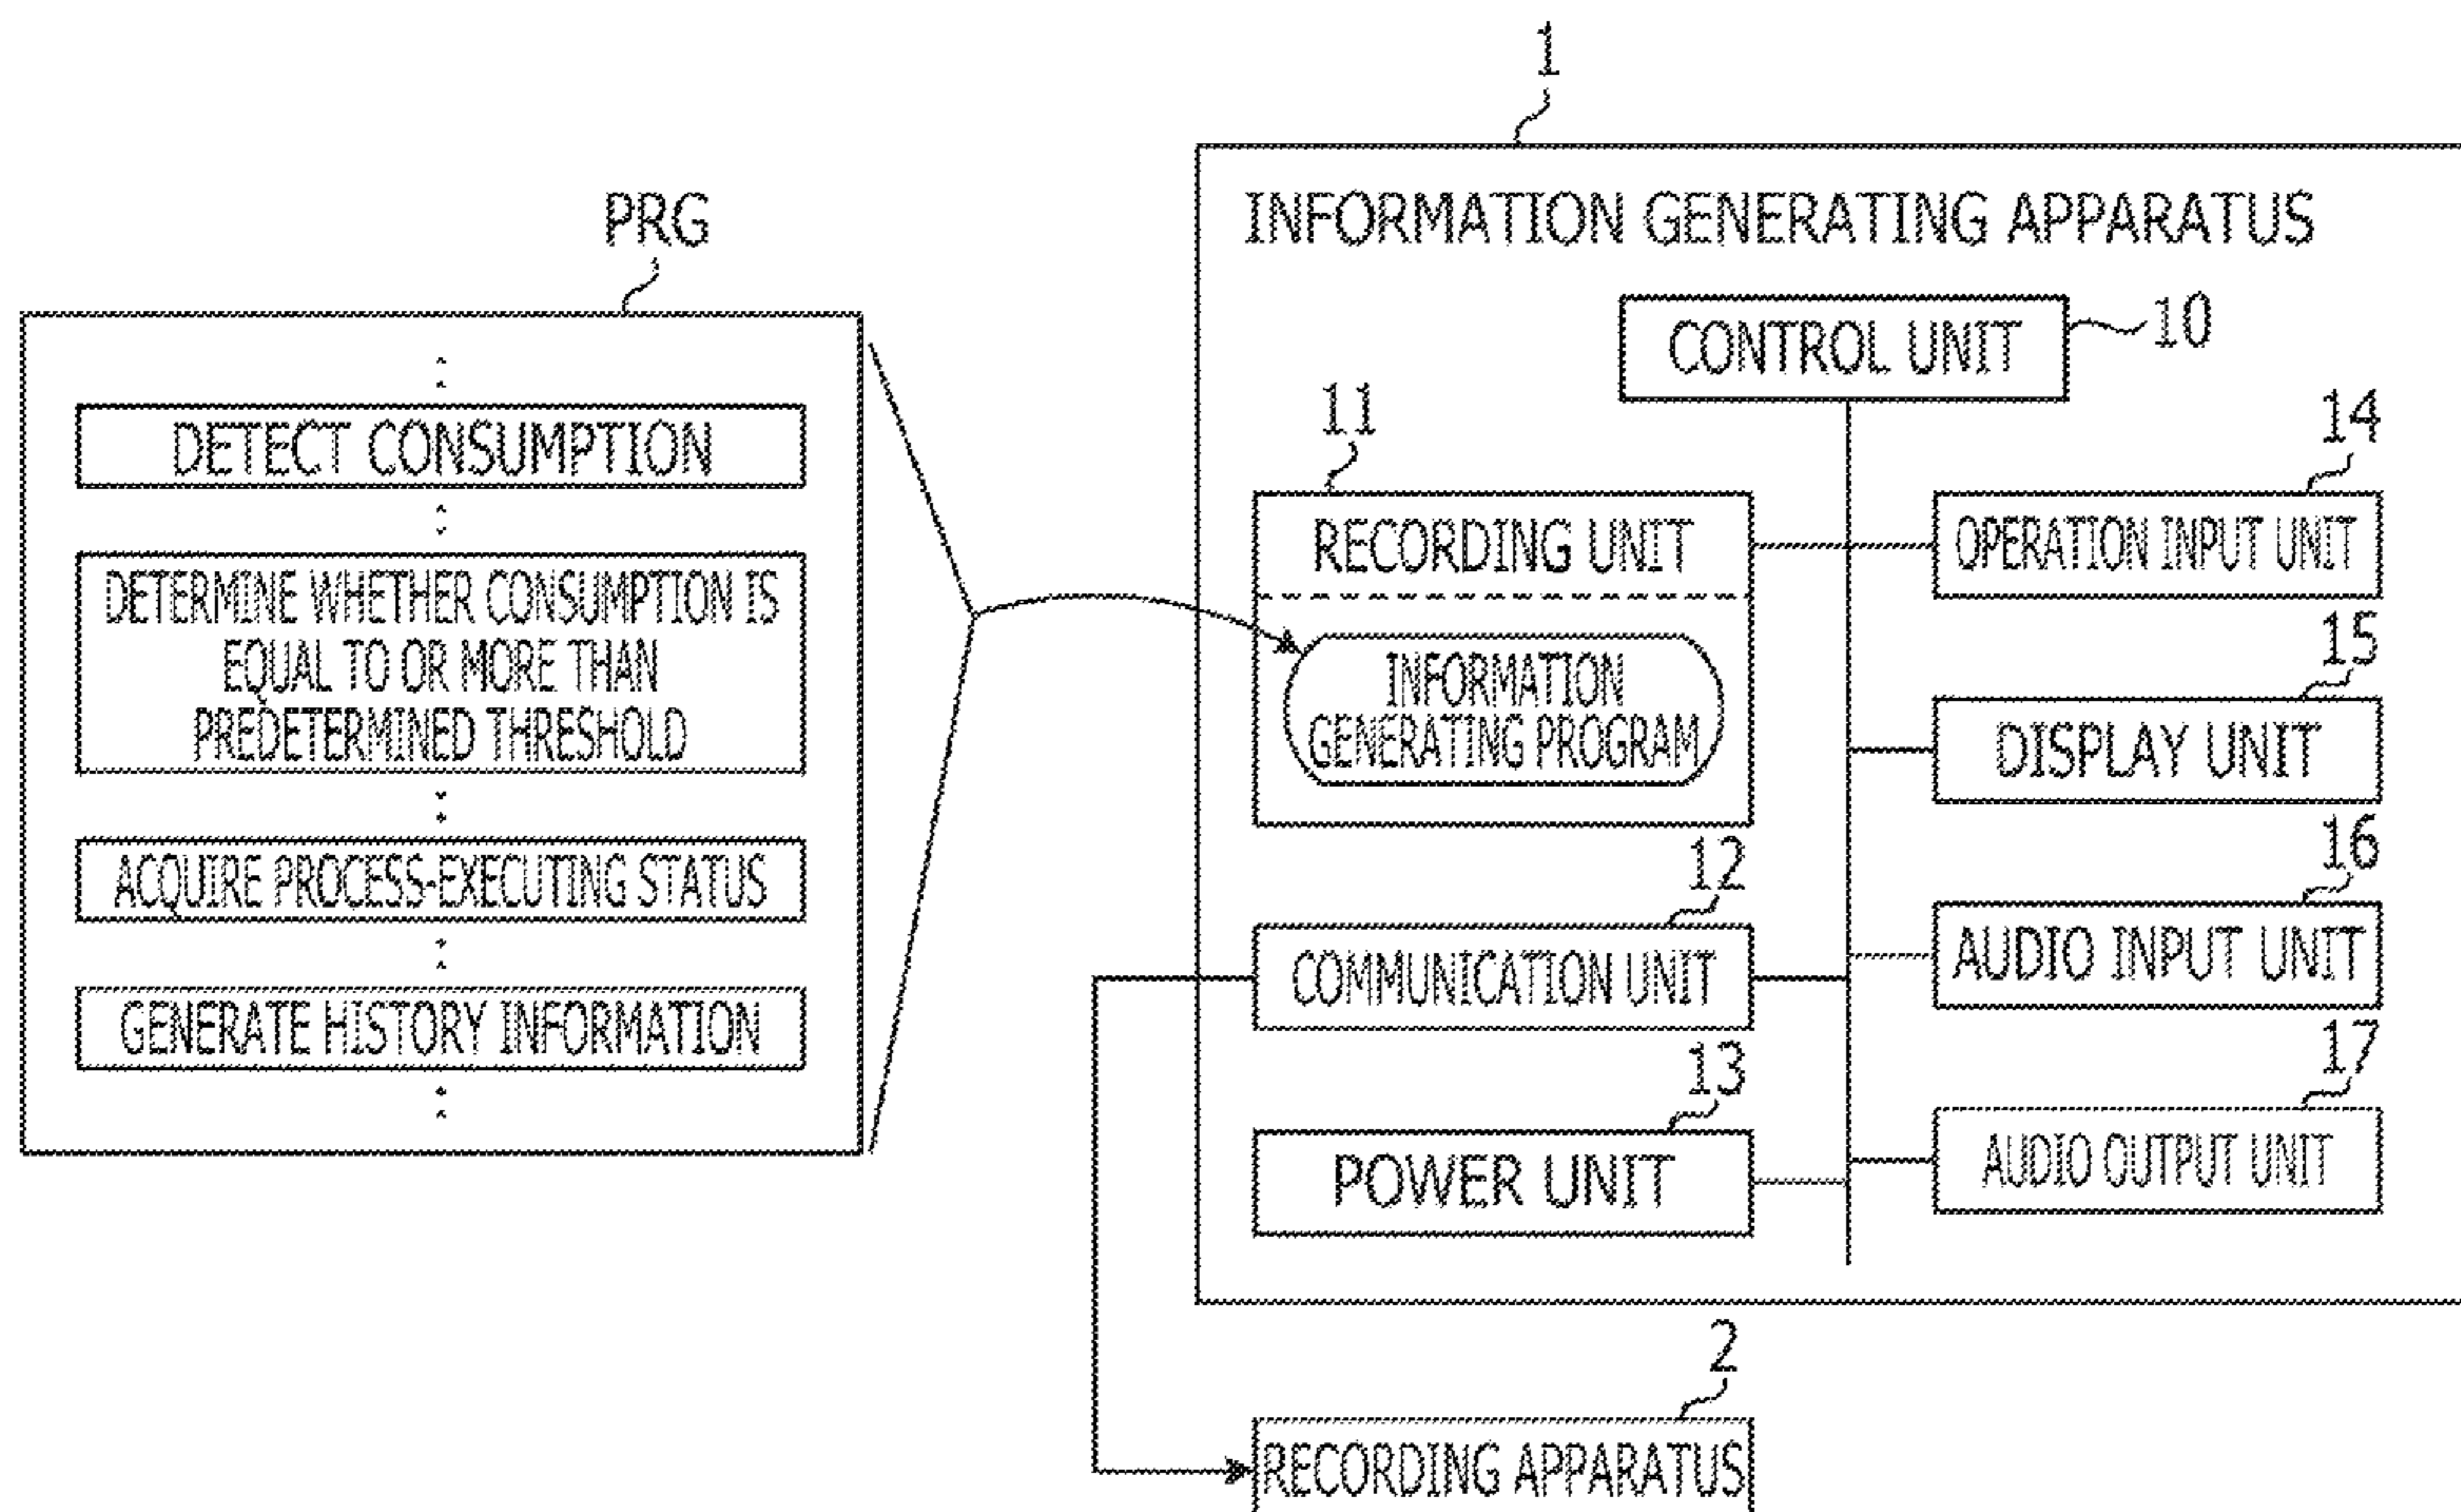 1
PRG
INFORMATION GENERATING APPARATUS
CONTROL UNIT
10
DETECT CONSUMPTION
DETERMINE WHETHER CONSUMPTION IS
EQUAL TO OR MORE THAN
PREDETERMINED THRESHOLD
ACQUIRE PROCESS-EXECUTING STATUS
GENERATE HISTORY INFORMATION
11
RECORDING UNIT
INFORMATION
GENERATING PROGRAM
12
COMMUNICATION UNIT
13
POWER UNIT
14
OPERATION INPUT UNIT
15
DISPLAY UNIT
16
AUDIO INPUT UNIT
17
AUDIO OUTPUT UNIT
2
RECORDING APPARATUS